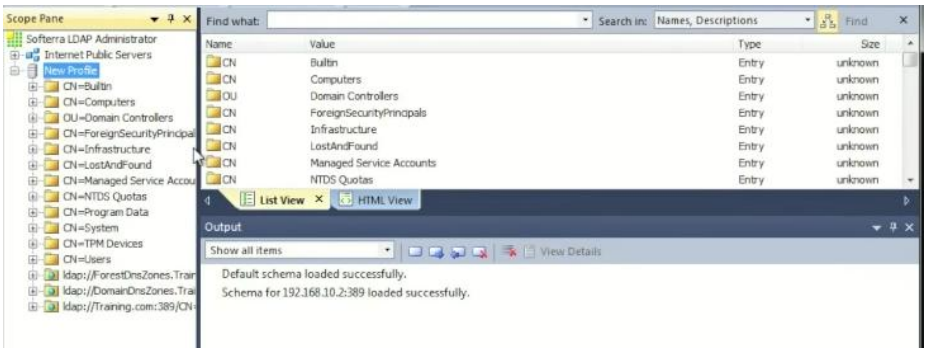 Scope Pane
Softerra LDAP Administrator
Internet Public Servers
New Profile
CN=Builtin
CN=Computers
OU=Domain Controllers
CN=ForeignSecurityPrincipal
CN=Infrastructure
CN=LostAndFound
CN=Managed Service Accou
CN=NTDS Quotas
CN=Program Data
CN=System
CN=TPM Devices
CN=Users
ldap://ForestDnsZones.Train
ldap://DomainDnsZones.Trai
ldap://Training.com:389/CN=
Find what: Search in: Names, Descriptions Find
Name Value Type Size
CN Builtin Entry unknown
CN Computers Entry unknown
OU Domain Controllers Entry unknown
CN ForeignSecurityPrincipals Entry unknown
CN Infrastructure Entry unknown
CN LostAndFound Entry unknown
CN Managed Service Accounts Entry unknown
CN NTDS Quotas Entry unknown
List View HTML View
Output
Show all items View Details
Default schema loaded successfully.
Schema for 192.168.10.2:389 loaded successfully.